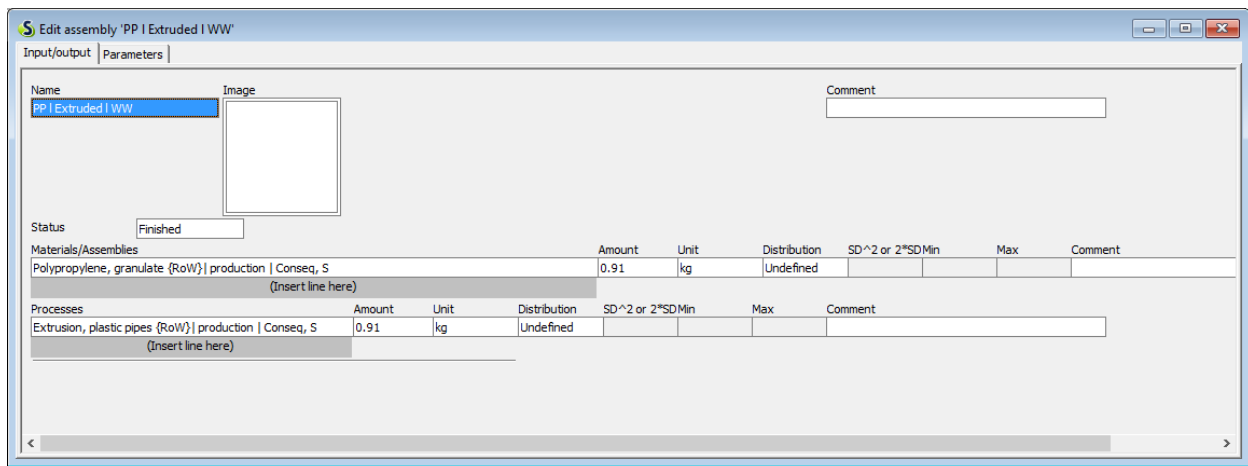 Edit assembly 'PP l Extruded l WW'
Input/output Parameters
Name Image Comment
PP l Extruded l WW
Status Finished
Materials/Assemblies Amount Unit Distribution SD^2 or 2*SD Min Max Comment
Polypropylene, granulate {RoW}| production | Conseq, S 0.91 kg Undefined
(Insert line here)
Processes Amount Unit Distribution SD^2 or 2*SD Min Max Comment
Extrusion, plastic pipes {RoW}| production | Conseq, S 0.91 kg Undefined
(Insert line here)